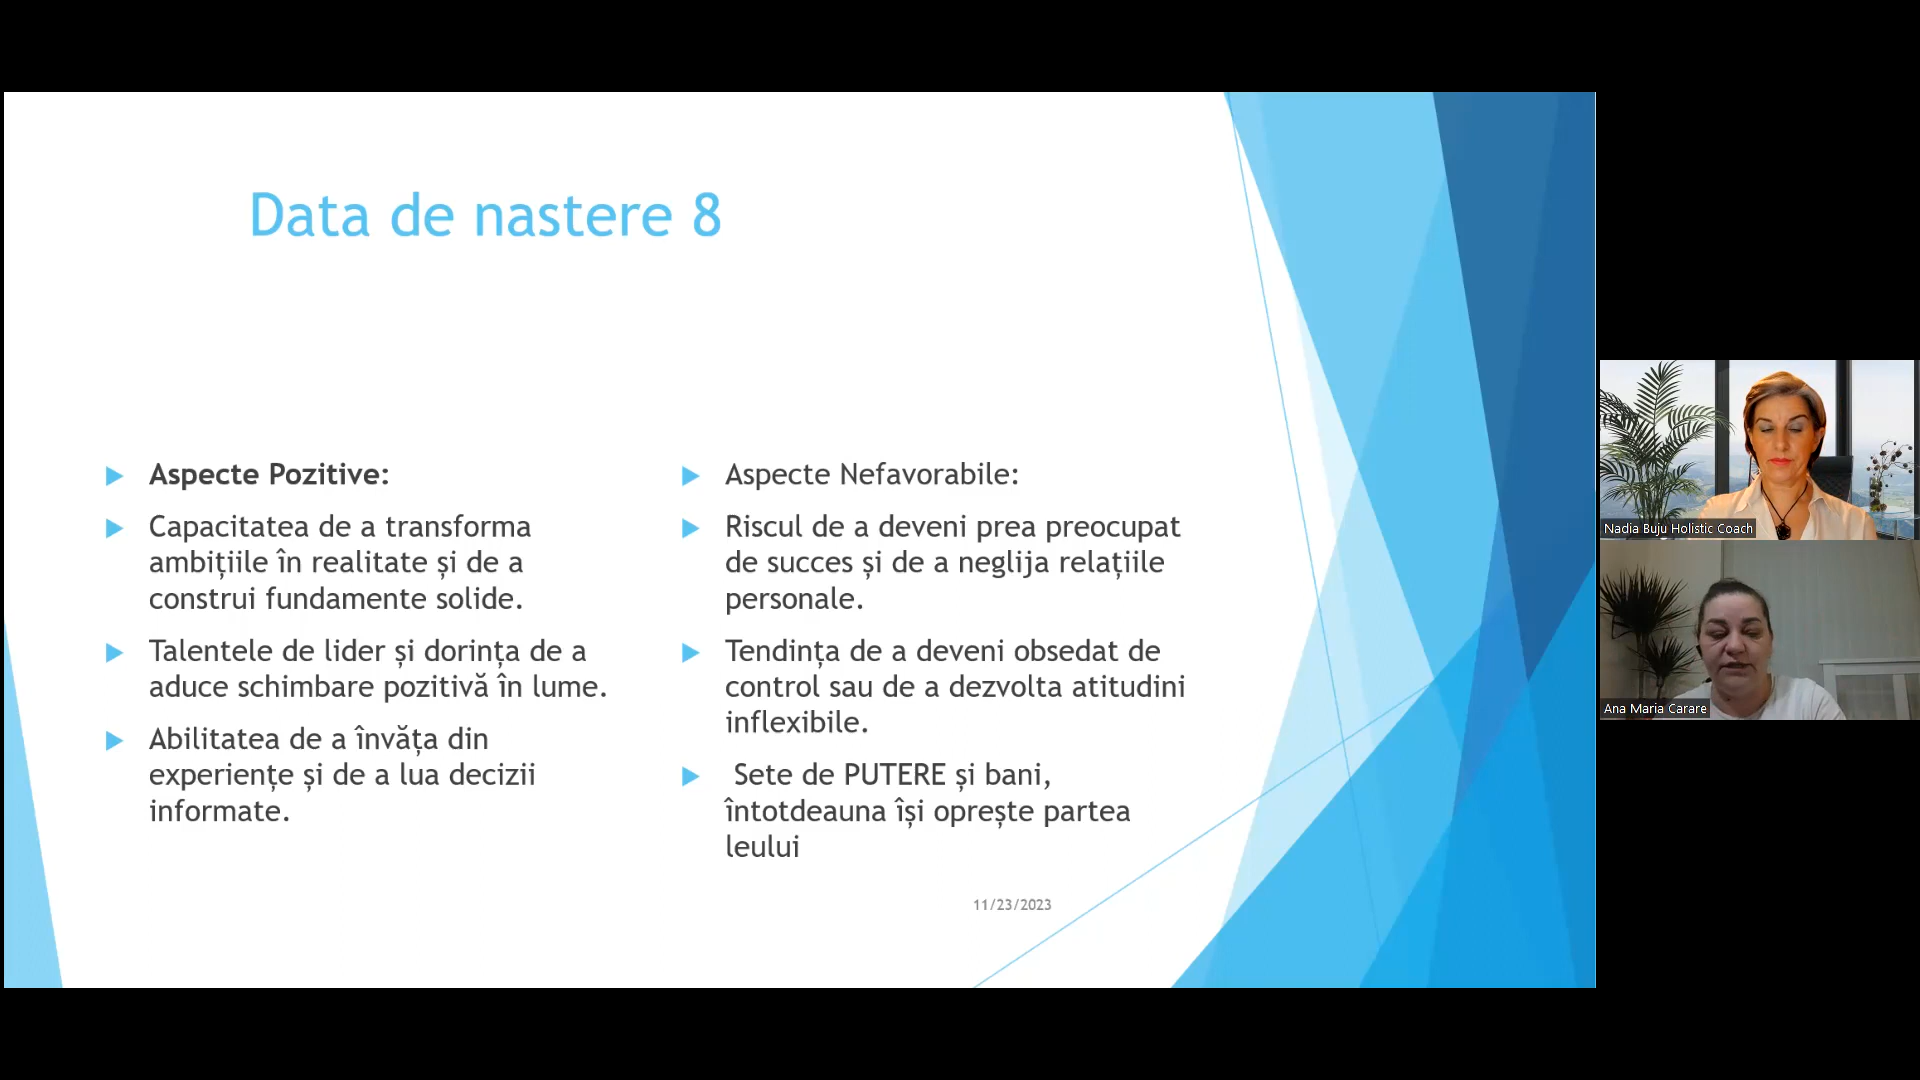 Data de nastere 8
Aspecte Pozitive:
Capacitatea de a transforma
ambițiile în realitate și de a
construi fundamente solide.
Talentele de lider și dorința de a
aduce schimbare pozitivă în lume.
Abilitatea de a învăța din
experiențe și de a lua decizii
informate.
Aspecte Nefavorabile:
Riscul de a deveni prea preocupat
de succes și de a neglija relațiile
personale.
Tendința de a deveni obsedat de
control sau de a dezvolta atitudini
inflexibile.
Sete de PUTERE și bani,
întotdeauna își oprește partea
leului
11/23/2023
Nadia Buju Holistic Coach
Ana Maria Carare